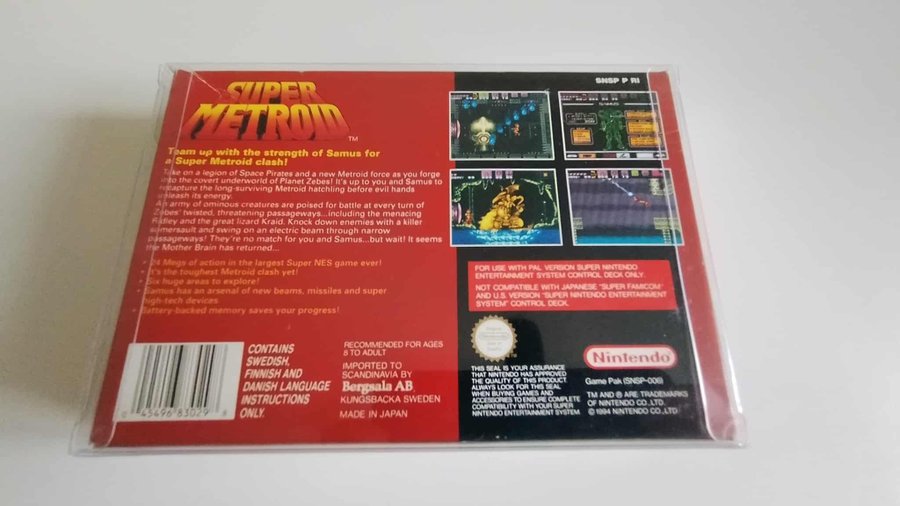 SUPER
METROID
TM
Team up with the strength of Samus for
a Super Metroid clash!
Take on a legion of Space Pirates and a new Metroid force as you forge
into the covert underworld of Planet Zebes! It's up to you and Samus to
recapture the long-surviving Metroid hatchling before evil hands
unleash its energy.
An army of ominous creatures are poised for battle at every turn of
Zebes' twisted, threatening passageways...including the menacing
Ridley and the great lizard Kraid. Knock down enemies with a killer
somersault and swing on an electric beam through narrow
passageways! They're no match for you and Samus...but wait! It seems
the Mother Brain has returned...
• 24 Megs of action in the largest Super NES game ever!
• It's the toughest Metroid clash yet!
• Six huge areas to explore!
• Samus has an arsenal of new beams, missiles and super
high-tech devices.
• Battery-backed memory saves your progress!
0 45496 83029 8
CONTAINS
SWEDISH,
FINNISH AND
DANISH LANGUAGE
INSTRUCTIONS
ONLY.
RECOMMENDED FOR AGES
8 TO ADULT
IMPORTED TO
SCANDINAVIA BY
Bergsala AB
KUNGSBACKA SWEDEN
MADE IN JAPAN
SNSP P RI
FOR USE WITH PAL VERSION SUPER NINTENDO
ENTERTAINMENT SYSTEM CONTROL DECK ONLY.
NOT COMPATIBLE WITH JAPANESE "SUPER FAMICOM"
AND U.S. VERSION "SUPER NINTENDO ENTERTAINMENT
SYSTEM" CONTROL DECK.
THIS SEAL IS YOUR ASSURANCE
THAT NINTENDO HAS APPROVED
THE QUALITY OF THIS PRODUCT.
ALWAYS LOOK FOR THIS SEAL
WHEN BUYING GAMES AND
ACCESSORIES TO ENSURE COMPLETE
COMPATIBILITY WITH YOUR SUPER
NINTENDO ENTERTAINMENT SYSTEM
Nintendo
Game Pak (SNSP-006)
TM AND ® ARE TRADEMARKS
OF NINTENDO CO.,LTD.
© 1994 NINTENDO CO.,LTD.